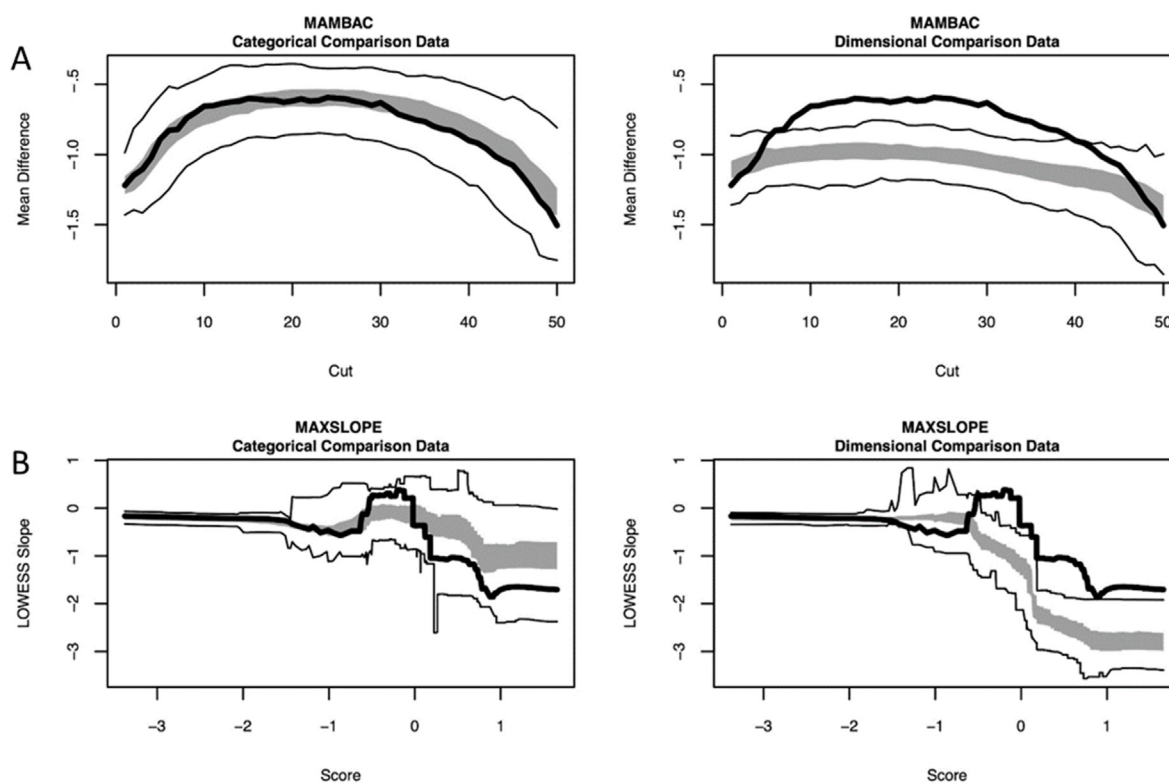 A
MAMBAC
Categorical Comparison Data
Mean Difference
-.5
-1.0
-1.5
0 10 20 30 40 50
Cut
MAMBAC
Dimensional Comparison Data
Mean Difference
-.5
-1.0
-1.5
0 10 20 30 40 50
Cut
B
MAXSLOPE
Categorical Comparison Data
LOWESS Slope
1
0
-1
-2
-3
-3 -2 -1 0 1
Score
MAXSLOPE
Dimensional Comparison Data
LOWESS Slope
1
0
-1
-2
-3
-3 -2 -1 0 1
Score